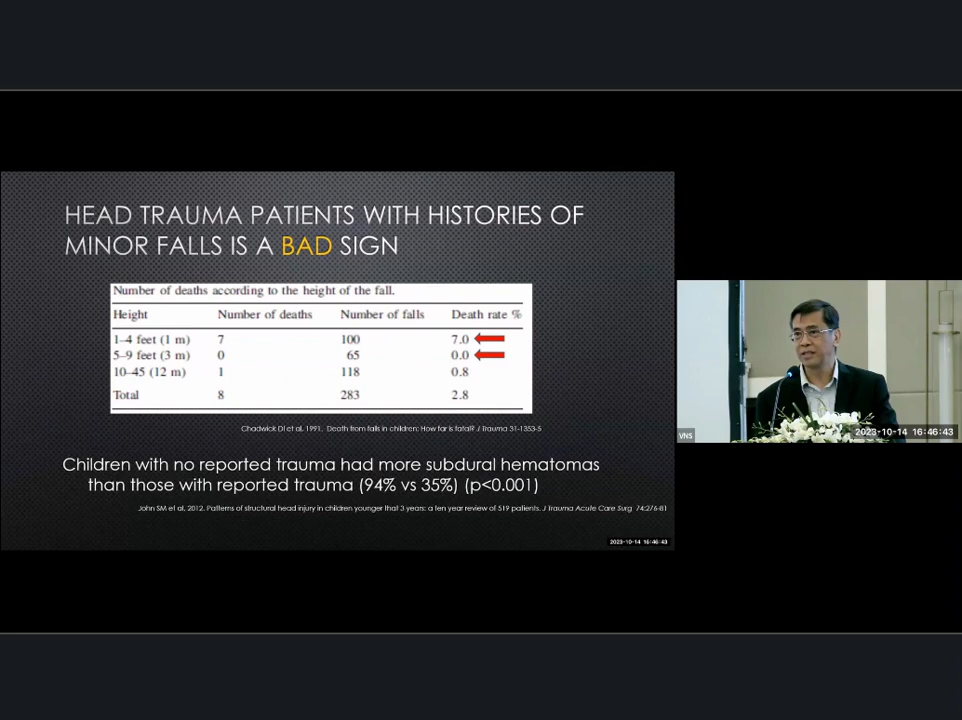 HEAD TRAUMA PATIENTS WITH HISTORIES OF
MINOR FALLS IS A BAD SIGN
Number of deaths according to the height of the fall.
Height Number of deaths Number of falls Death rate %
1–4 feet (1 m) 7 100 7.0
5–9 feet (3 m) 0 65 0.0
10–45 (12 m) 1 118 0.8
Total 8 283 2.8
Chadwick DI et al, 1991. Death from falls in children: How far is fatal? J Trauma 31-1353-5
Children with no reported trauma had more subdural hematomas
than those with reported trauma (94% vs 35%) (p<0.001)
John SM et al, 2012. Patterns of structural head injury in children younger that 3 years: a ten year review of 519 patients. J Trauma Acute Care Surg 74:276-81
2023-10-14 16:46:43
VNS
2023-10-14 16:46:43